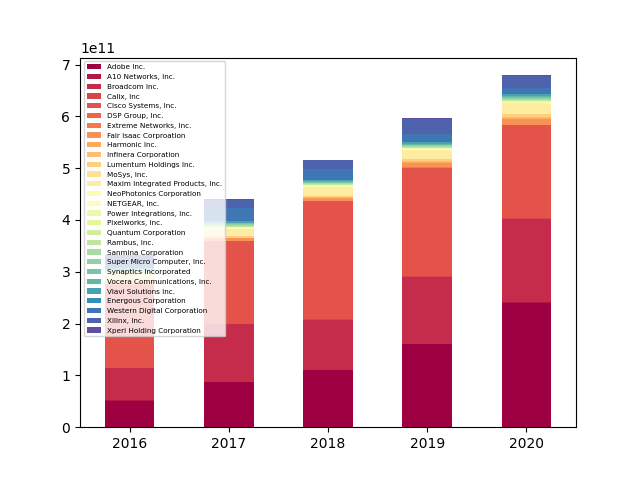 1e11
7
6
5
4
3
2
1
0
Adobe Inc.
A10 Networks, Inc.
Broadcom Inc.
Calix, Inc
Cisco Systems, Inc.
DSP Group, Inc.
Extreme Networks, Inc.
Fair Isaac Corproation
Harmonic Inc.
Infinera Corporation
Lumentum Holdings Inc.
MoSys, Inc.
Maxim Integrated Products, Inc.
NeoPhotonics Corporation
NETGEAR, Inc.
Power Integrations, Inc.
Pixelworks, Inc.
Quantum Corporation
Rambus, Inc.
Sanmina Corporation
Super Micro Computer, Inc.
Synaptics Incorporated
Vocera Communications, Inc.
Viavi Solutions Inc.
Energous Corporation
Western Digital Corporation
Xilinx, Inc.
Xperi Holding Corporation
2016 2017 2018 2019 2020